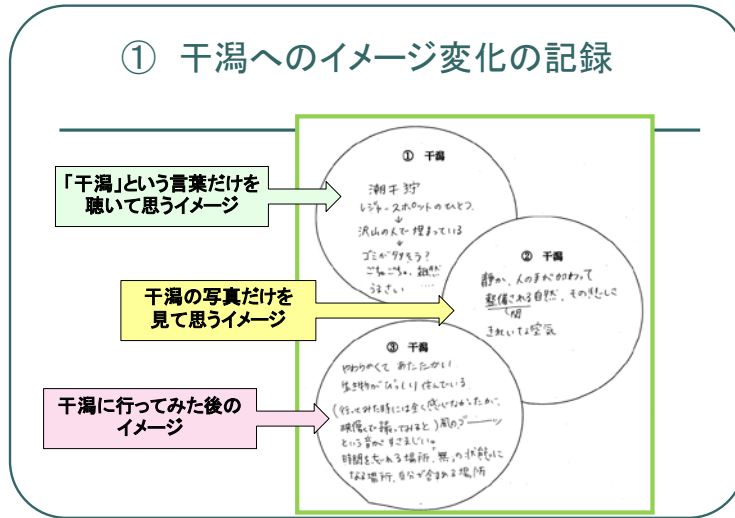 ① 干潟へのイメージ変化の記録
「干潟」という言葉だけを
聴いて思うイメージ
① 干潟
潮干狩
レジャースポットのひとつ
↓
沢山の人で埋まっている
↓
ゴミが多そう?
ごちゃごちゃ、雑然
うるさい……
干潟の写真だけを
見て思うイメージ
② 干潟
静か、人の手が加わって
整備される自然、その悲しさ
きれいな空気
干潟に行ってみた後の
イメージ
③ 干潟
やわらかくて あたたかい
生き物がびっしり住んでいる
(行ってみた時には全く感じなかったが、
映像で撮ってみると)風のゴーーッ
という音がすさまじい。
時間を忘れる場所、「無」の状態に
なる場所、自分が含まれる場所